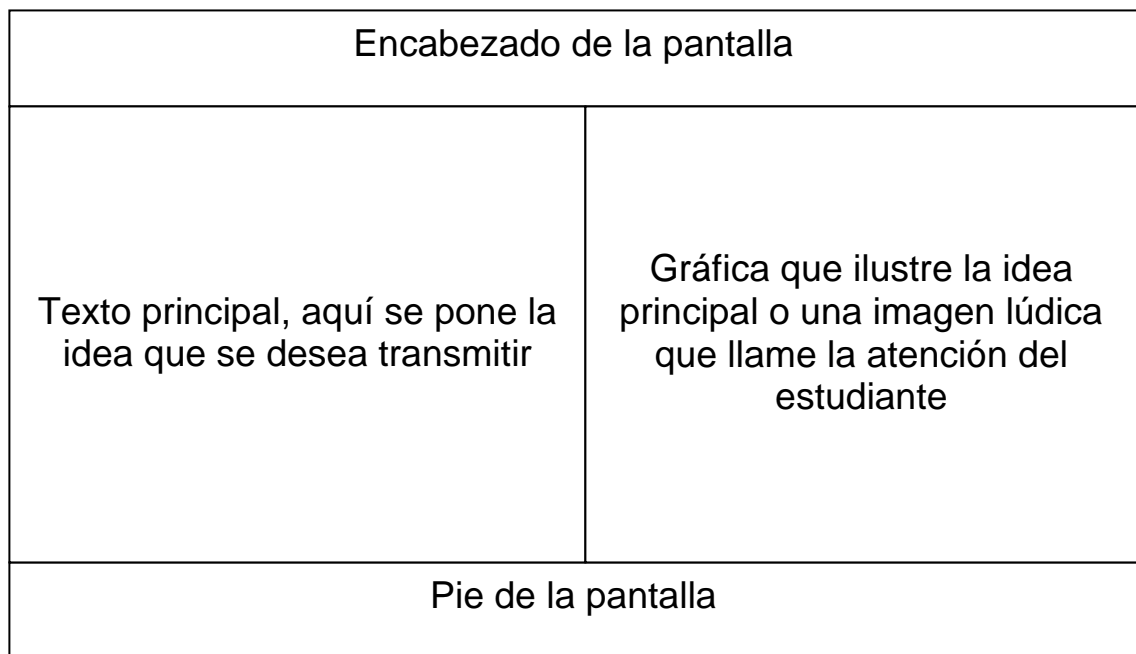 Encabezado de la pantalla
Texto principal, aquí se pone la
idea que se desea transmitir
Gráfica que ilustre la idea
principal o una imagen lúdica
que llame la atención del
estudiante
Pie de la pantalla